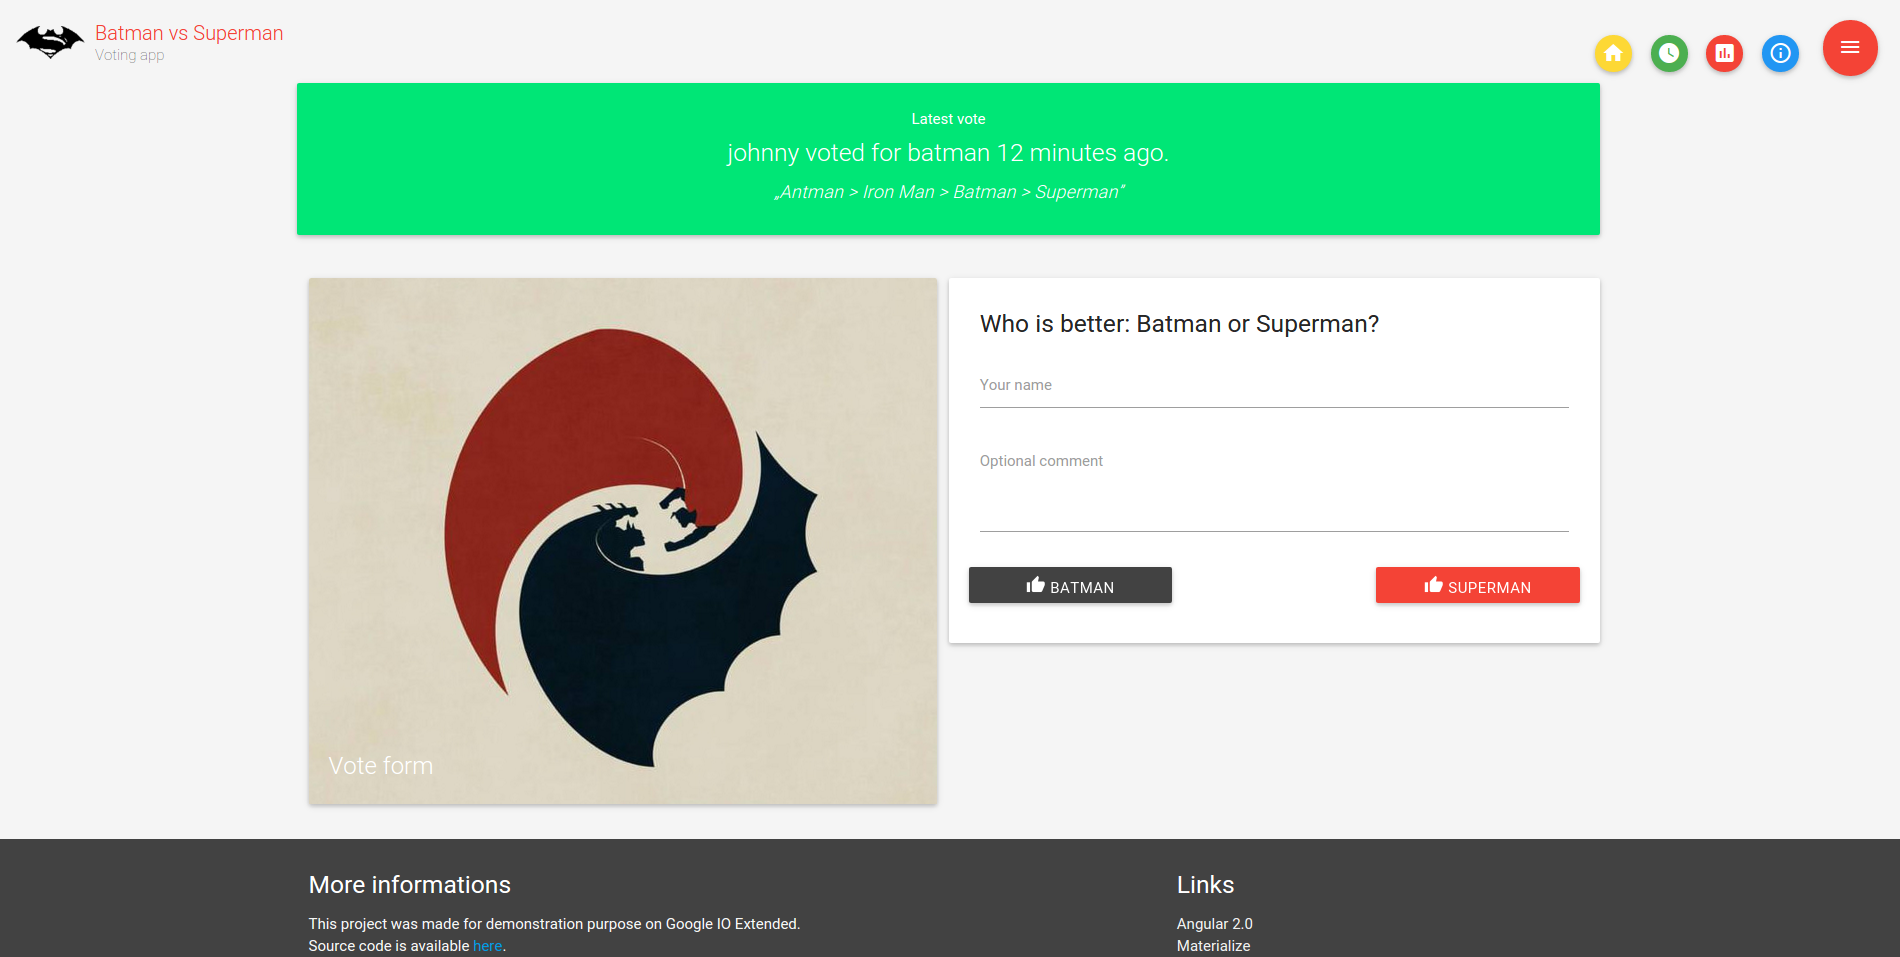 Batman vs Superman
Voting app
Latest vote
johnny voted for batman 12 minutes ago.
„Antman > Iron Man > Batman > Superman”
Who is better: Batman or Superman?
Your name
Optional comment
BATMAN
SUPERMAN
Vote form
More informations
This project was made for demonstration purpose on Google IO Extended.
Source code is available here.
Links
Angular 2.0
Materialize